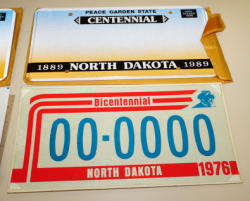 PEACE GARDEN STATE
CENTENNIAL
1889 NORTH DAKOTA 1989
Bicentennial
00-0000
NORTH DAKOTA 1976